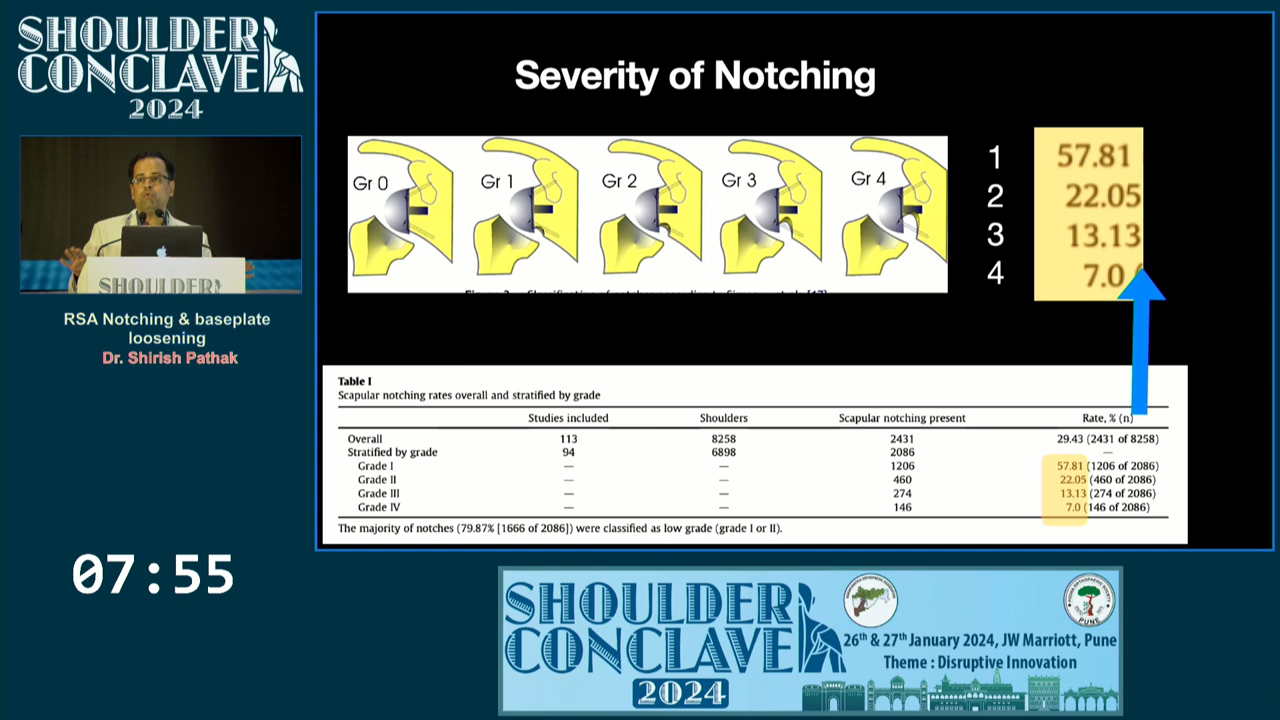 SHOULDER
CONCLAVE
2024
SHOULDER
RSA Notching & baseplate
loosening
Dr. Shirish Pathak
07:55
Severity of Notching
Gr 0
Gr 1
Gr 2
Gr 3
Gr 4
1 57.81
2 22.05
3 13.13
4 7.0
Table I
Scapular notching rates overall and stratified by grade
Studies included Shoulders Scapular notching present Rate, % (n)
Overall 113 8258 2431 29.43 (2431 of 8258)
Stratified by grade 94 6898 2086 —
Grade I — — 1206 57.81 (1206 of 2086)
Grade II — — 460 22.05 (460 of 2086)
Grade III — — 274 13.13 (274 of 2086)
Grade IV — — 146 7.0 (146 of 2086)
The majority of notches (79.87% [1666 of 2086]) were classified as low grade (grade I or II).
SHOULDER
CONCLAVE
2024
PUNE
26th & 27th January 2024, JW Marriott, Pune
Theme : Disruptive Innovation